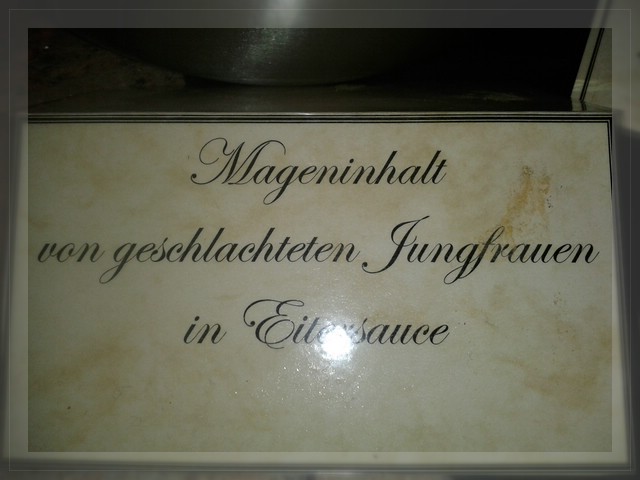 Mageninhalt
von geschlachteten Jungfrauen
in Eitersauce